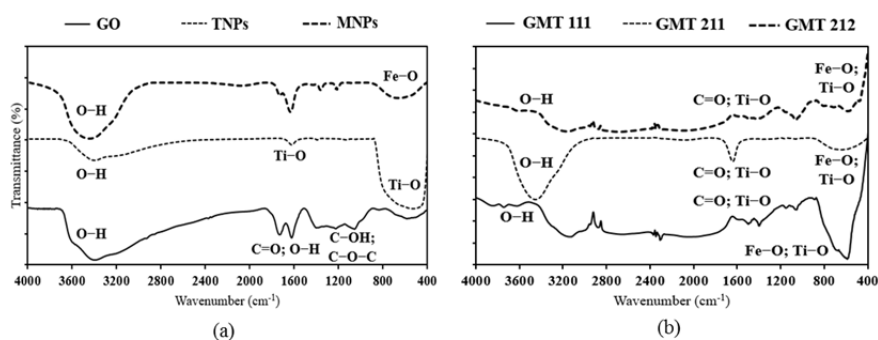 (a)
GO TNPs MNPs
Fe−O
O−H
Ti−O
O−H
Ti−O
O−H
C=O; O−H
C−OH;
C−O−C
Transmittance (%)
4000 3600 3200 2800 2400 2000 1600 1200 800 400
Wavenumber (cm-1)
(a)
(b)
GMT 111 GMT 211 GMT 212
Fe−O;
Ti−O
O−H
C=O; Ti−O
O−H
C=O; Ti−O
Fe−O;
Ti−O
C=O; Ti−O
O−H
Fe−O; Ti−O
4000 3600 3200 2800 2400 2000 1600 1200 800 400
Wavenumber (cm-1)
(b)